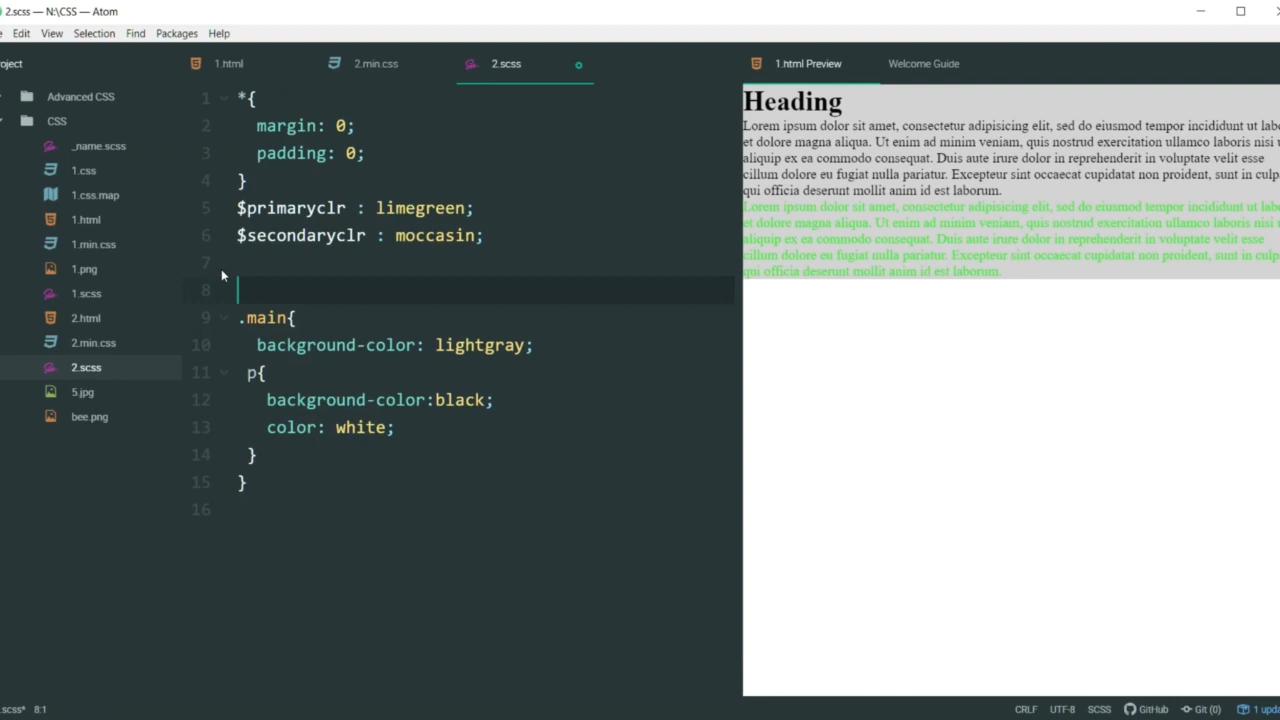 2.scss — N:\CSS — Atom
Edit View Selection Find Packages Help
1.html 2.min.css 2.scss 1.html Preview Welcome Guide
Advanced CSS
CSS
_name.scss
1.css
1.css.map
1.html
1.min.css
1.png
1.scss
2.html
2.min.css
2.scss
5.jpg
bee.png
1 *{
2 margin: 0;
3 padding: 0;
4 }
5 $primaryclr : limegreen;
6 $secondaryclr : moccasin;
7
8
9 .main{
10 background-color: lightgray;
11 p{
12 background-color:black;
13 color: white;
14 }
15 }
16
Heading
Lorem ipsum dolor sit amet, consectetur adipisicing elit, sed do eiusmod tempor incididunt ut
et dolore magna aliqua. Ut enim ad minim veniam, quis nostrud exercitation ullamco laboris nisi
aliquip ex ea commodo consequat. Duis aute irure dolor in reprehenderit in voluptate velit esse
cillum dolore eu fugiat nulla pariatur. Excepteur sint occaecat cupidatat non proident, sunt in
qui officia deserunt mollit anim id est laborum.
Lorem ipsum dolor sit amet, consectetur adipisicing elit, sed do eiusmod tempor incididunt ut
et dolore magna aliqua. Ut enim ad minim veniam, quis nostrud exercitation ullamco laboris nisi
aliquip ex ea commodo consequat. Duis aute irure dolor in reprehenderit in voluptate velit esse
cillum dolore eu fugiat nulla pariatur. Excepteur sint occaecat cupidatat non proident, sunt in
qui officia deserunt mollit anim id est laborum.
.scss* 8:1 CRLF UTF-8 SCSS GitHub Git (0) 1